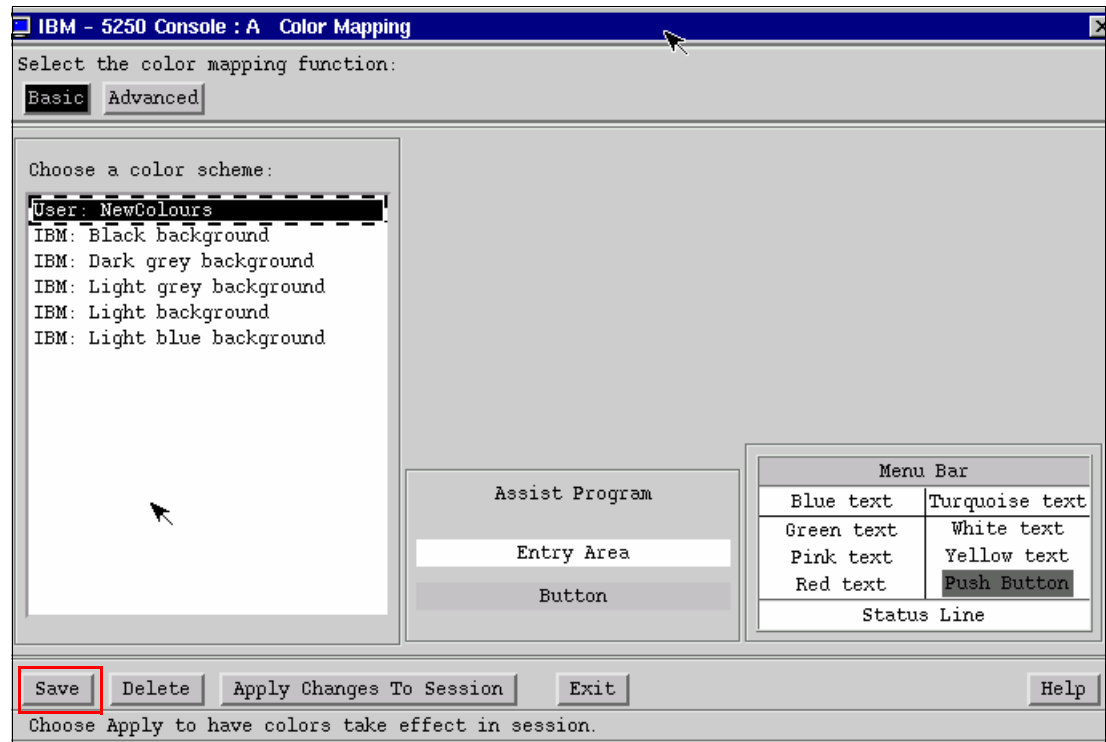 IBM - 5250 Console : A Color Mapping
Select the color mapping function:
Basic Advanced
Choose a color scheme:
User: NewColours
IBM: Black background
IBM: Dark grey background
IBM: Light grey background
IBM: Light background
IBM: Light blue background
Assist Program
Entry Area
Button
Menu Bar
Blue text Turquoise text
Green text White text
Pink text Yellow text
Red text Push Button
Status Line
Save Delete Apply Changes To Session Exit Help
Choose Apply to have colors take effect in session.